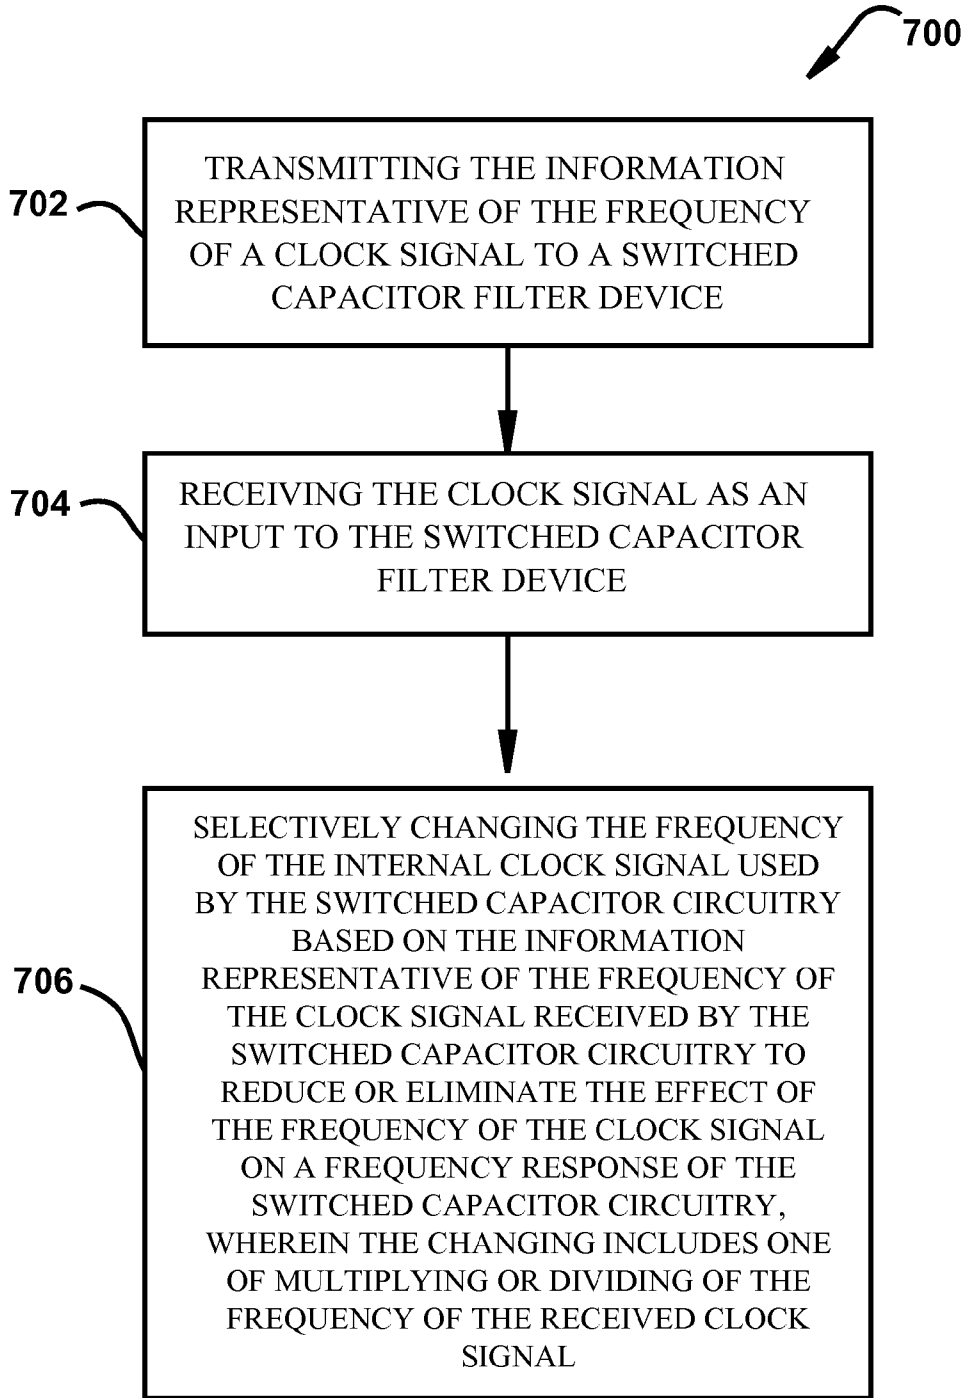 700
702
TRANSMITTING THE INFORMATION
REPRESENTATIVE OF THE FREQUENCY
OF A CLOCK SIGNAL TO A SWITCHED
CAPACITOR FILTER DEVICE
704
RECEIVING THE CLOCK SIGNAL AS AN
INPUT TO THE SWITCHED CAPACITOR
FILTER DEVICE
706
SELECTIVELY CHANGING THE FREQUENCY
OF THE INTERNAL CLOCK SIGNAL USED
BY THE SWITCHED CAPACITOR CIRCUITRY
BASED ON THE INFORMATION
REPRESENTATIVE OF THE FREQUENCY OF
THE CLOCK SIGNAL RECEIVED BY THE
SWITCHED CAPACITOR CIRCUITRY TO
REDUCE OR ELIMINATE THE EFFECT OF
THE FREQUENCY OF THE CLOCK SIGNAL
ON A FREQUENCY RESPONSE OF THE
SWITCHED CAPACITOR CIRCUITRY,
WHEREIN THE CHANGING INCLUDES ONE
OF MULTIPLYING OR DIVIDING OF THE
FREQUENCY OF THE RECEIVED CLOCK
SIGNAL